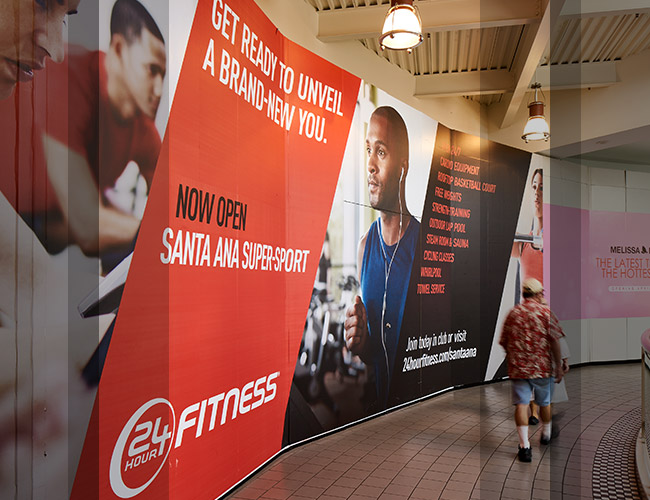 GET READY TO UNVEIL
A BRAND-NEW YOU.
NOW OPEN
SANTA ANA SUPER-SPORT
24
HOUR
FITNESS
CARDIO EQUIPMENT
ROOFTOP BASKETBALL COURT
FREE WEIGHTS
STRENGTH-TRAINING
OUTDOOR LAP POOL
STEAM ROOM & SAUNA
CYCLING CLASSES
WHIRLPOOL
TOWEL SERVICE
Join today in club or visit
24hourfitness.com/santaana
MELISSA &
THE LATEST
THE HOTTES